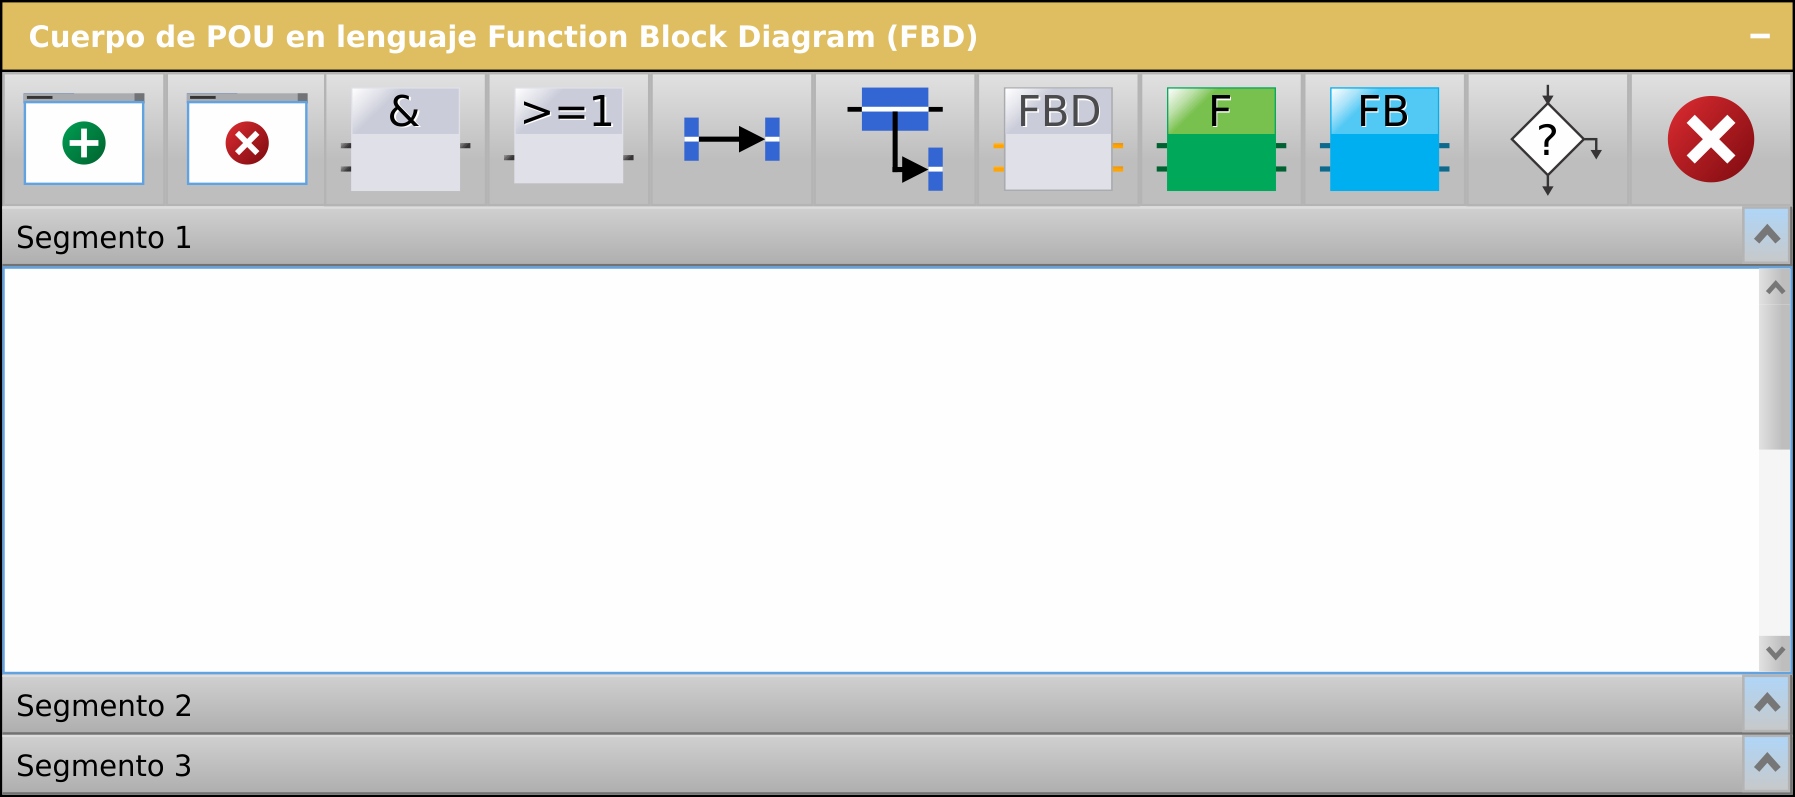 Cuerpo de POU en lenguaje Function Block Diagram (FBD)
& >=1 FBD F FB ?
Segmento 1
Segmento 2
Segmento 3